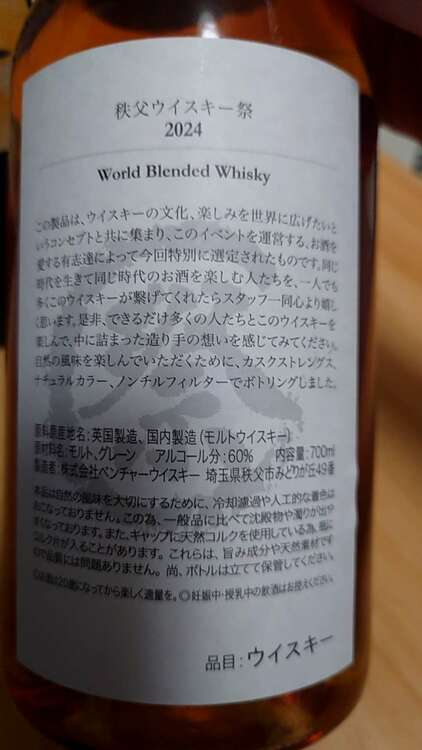 秩父ウイスキー祭
2024
World Blended Whisky
この製品は、ウイスキーの文化、楽しみを世界に広げたいと
いうコンセプトと共に集まり、このイベントを運営する、お酒を
愛する有志達によって今回特別に選定されたものです。同じ
時代を生きて同じ時代のお酒を楽しむ人たちを、一人でも
多くこのウイスキーが繋げてくれたらスタッフ一同心より嬉し
く思います。是非、できるだけ多くの人たちとこのウイスキーを
楽しんで、中に詰まった造り手の想いを感じてみてください。
自然の風味を楽しんでいただくために、カスクストレングス、
ナチュラルカラー、ノンチルフィルターでボトリングしました。
原料原産地名：英国製造、国内製造（モルトウイスキー）
原材料名：モルト、グレーン アルコール分：60% 内容量：700ml
製造者：株式会社ベンチャーウイスキー 埼玉県秩父市みどりが丘49番
本品は自然の風味を大切にするために、冷却濾過や人工的な着色は
おこなっておりません。この為、一般品に比べて沈殿物や濁りが出や
すくなっております。また、キャップに天然コルクを使用している為、瓶に
コルク片が入ることがあります。これらは、旨み成分や天然素材です
ので品質には問題ありません。尚、ボトルは立てて保管してください。
◎お酒は20歳になってから楽しく適量を。◎妊娠中・授乳中の飲酒はお控えください。
品目：ウイスキー